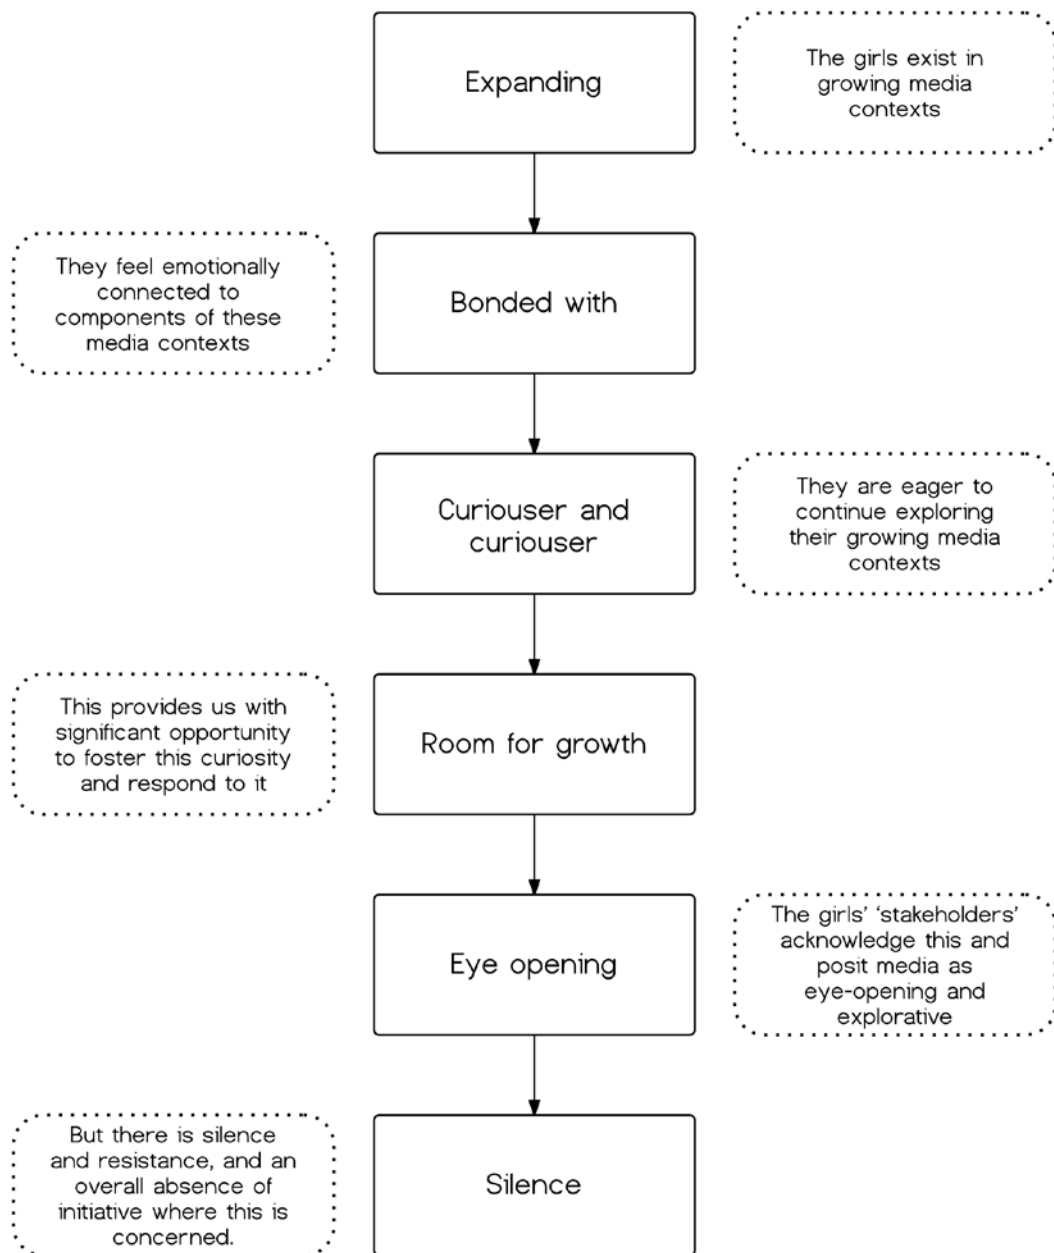 Expanding
The girls exist in
growing media
contexts
They feel emotionally
connected to
components of these
media contexts
Bonded with
Curiouser and
curiouser
They are eager to
continue exploring
their growing media
contexts
This provides us with
significant opportunity
to foster this curiosity
and respond to it
Room for growth
Eye opening
The girls' 'stakeholders'
acknowledge this and
posit media as
eye-opening and
explorative
But there is silence
and resistance, and an
overall absence of
initiative where this is
concerned.
Silence